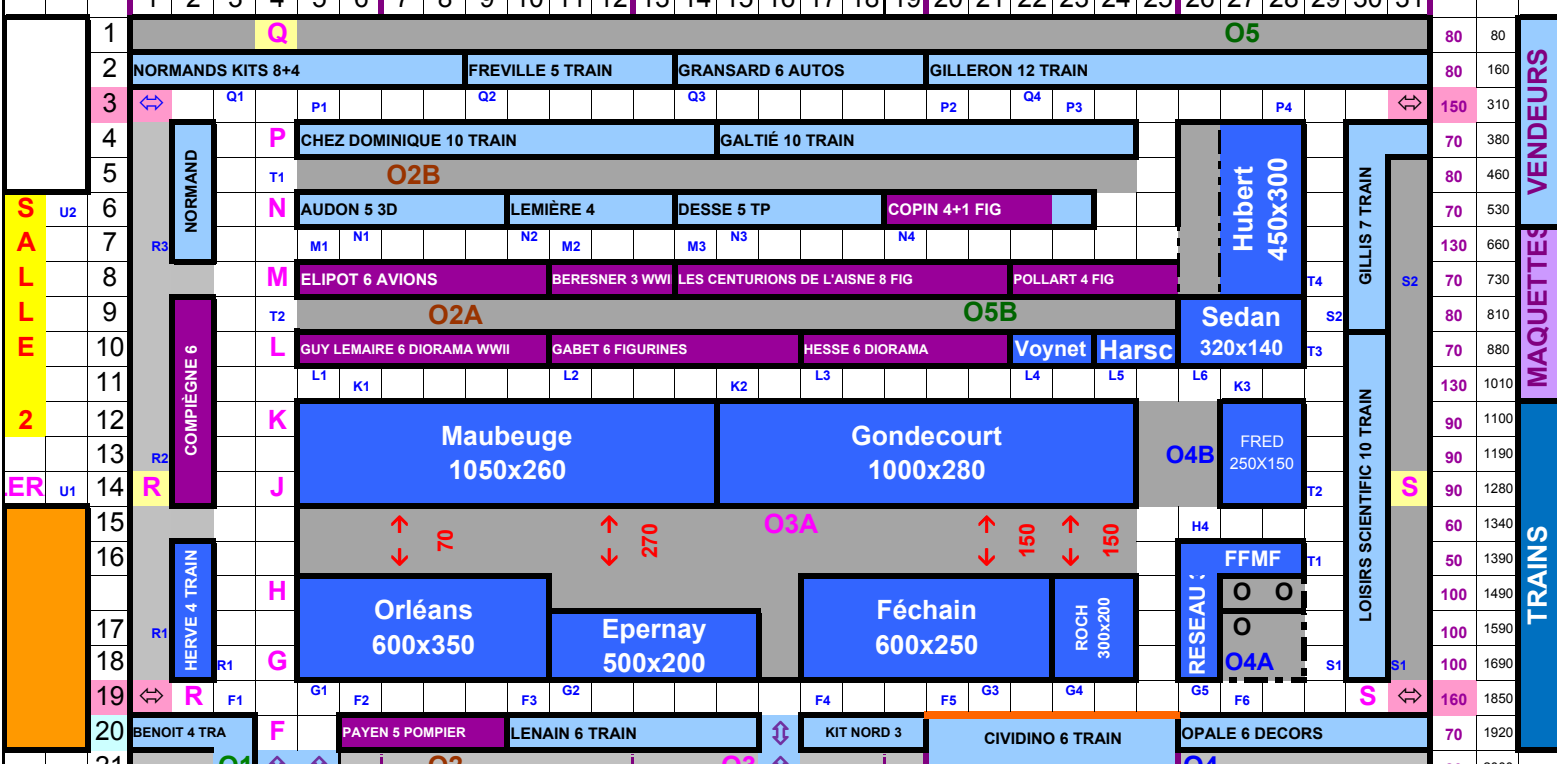 1 2 3 4 5 6 7 8 9 10 11 12 13 14 15 16 17 18 19 20 21 22 23 24 25 26 27 28 29 30 31
1 Q O5 80 80
2 NORMANDS KITS 8+4 FREVILLE 5 TRAIN GRANSARD 6 AUTOS GILLERON 12 TRAIN 80 160
3 ⬄ Q1 P1 Q2 Q3 P2 Q4 P3 P4 ⬄ 150 310
VENDEURS
4 P CHEZ DOMINIQUE 10 TRAIN GALTIÉ 10 TRAIN 70 380
NORMAND
Hubert
450x300
GILLIS 7 TRAIN
5 T1 O2B 80 460
S U2 6 N AUDON 5 3D LEMIÈRE 4 DESSE 5 TP COPIN 4+1 FIG 70 530
A 7 R3 M1 N1 N2 M2 M3 N3 N4 130 660
MAQUETTES
L 8 M ELIPOT 6 AVIONS BERESNER 3 WWI LES CENTURIONS DE L'AISNE 8 FIG POLLART 4 FIG T4 S2 70 730
L 9 T2 O2A O5B Sedan S2 80 810
E 10 L GUY LEMAIRE 6 DIORAMA WWII GABET 6 FIGURINES HESSE 6 DIORAMA Voynet Harsc 320x140 T3 70 880
COMPIÈGNE 6
11 L1 K1 L2 K2 L3 L4 L5 L6 K3 130 1010
2 12 K 90 1100
Maubeuge
1050x260
Gondecourt
1000x280
FRED
250X150
LOISIRS SCIENTIFIC 10 TRAIN
13 R2 O4B 90 1190
LER U1 14 R J T2 S 90 1280
TRAINS
15 ↑ 70 ↑ 270 O3A ↑ 150 ↑ 150 H4 60 1340
16 ↓ ↓ ↓ ↓ FFMF T1 50 1390
HERVE 4 TRAIN
H O O 100 1490
Orléans
600x350
Epernay
500x200
Féchain
600x250
ROCH
300x200
RESEAU
17 R1 O 100 1590
18 R1 G O4A S1 S1 100 1690
19 ⬄ R F1 G1 F2 F3 G2 F4 F5 G3 G4 G5 F6 S ⬄ 160 1850
20 BENOIT 4 TRA F PAYEN 5 POMPIER LENAIN 6 TRAIN ⇕ KIT NORD 3 CIVIDINO 6 TRAIN OPALE 6 DECORS 70 1920
21 O1 O2 O3 O4